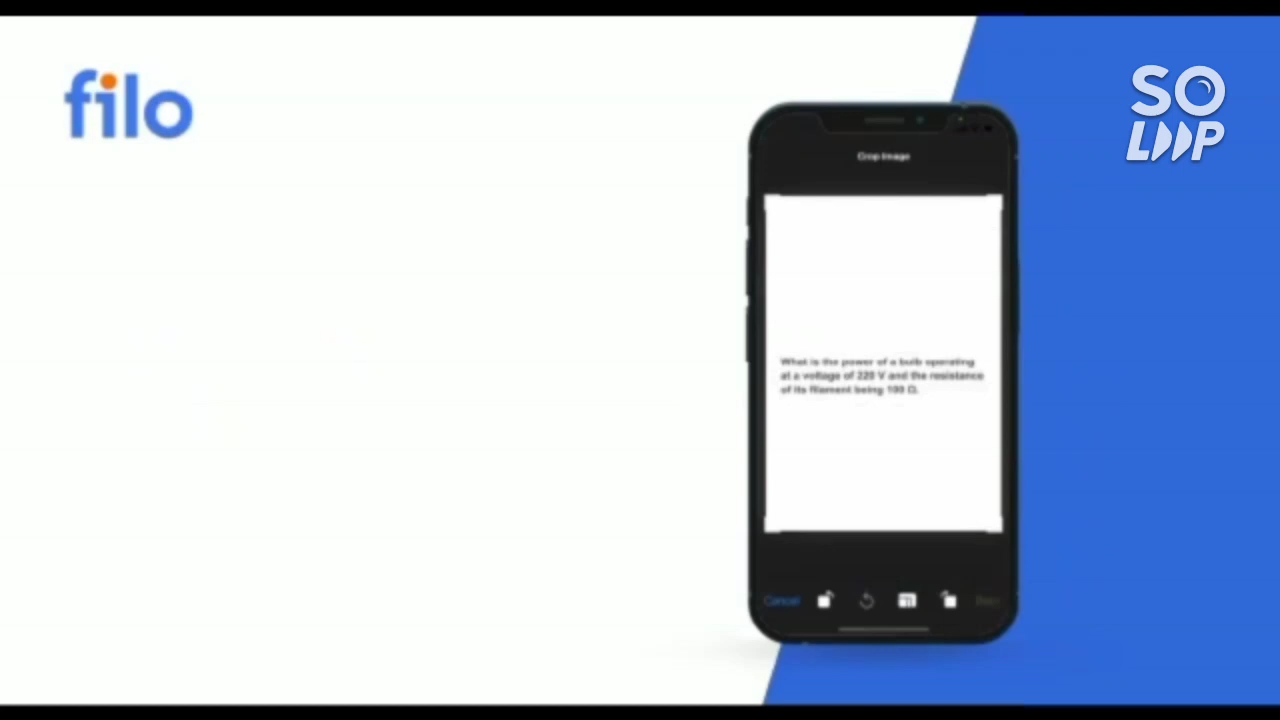 filo
SO
LOOP
Crop Image
What is the power of a bulb operating
at a voltage of 220 V and the resistance
of its filament being 100 Ω.
Cancel